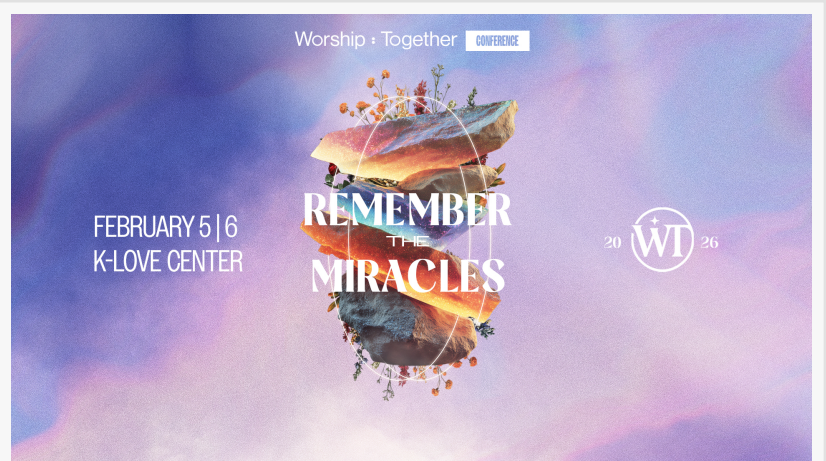 Worship : Together CONFERENCE
REMEMBER
THE
MIRACLES
FEBRUARY 5 | 6
K-LOVE CENTER
20 WT 26